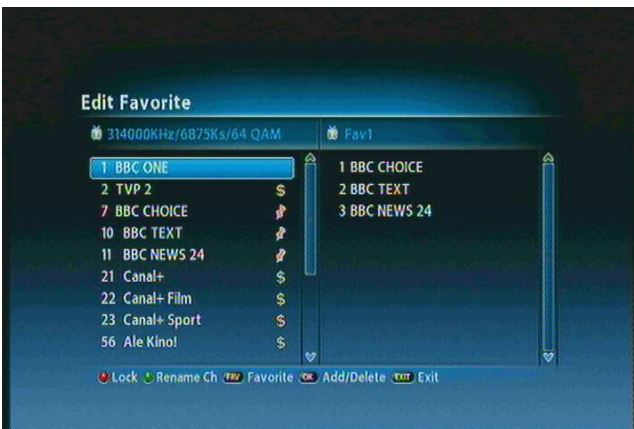 Edit Favorite
314000KHz/6875Ks/64 QAM
Fav1
1 BBC ONE
2 TVP 2 $
7 BBC CHOICE
10 BBC TEXT
11 BBC NEWS 24
21 Canal+ $
22 Canal+ Film $
23 Canal+ Sport $
56 Ale Kino! $
1 BBC CHOICE
2 BBC TEXT
3 BBC NEWS 24
Lock Rename Ch FAV Favorite OK Add/Delete EXIT Exit